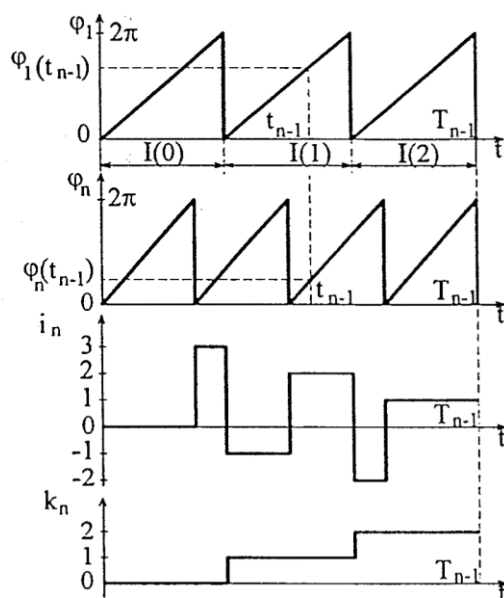 φ₁
2π
φ₁(tₙ₋₁)
0
tₙ₋₁
Tₙ₋₁
t
I(0)
I(1)
I(2)
φₙ
2π
φₙ(tₙ₋₁)
0
tₙ₋₁
Tₙ₋₁
t
iₙ
3
2
1
0
-1
-2
Tₙ₋₁
t
kₙ
2
1
0
Tₙ₋₁
t